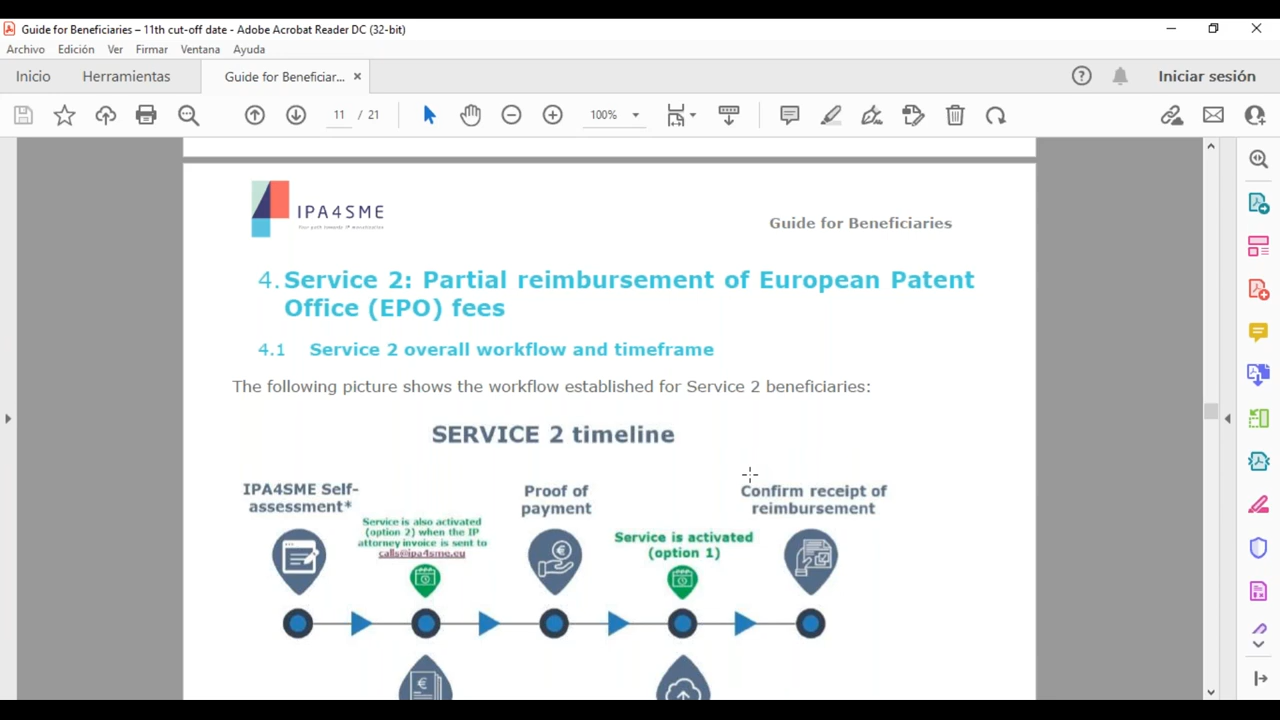 Guide for Beneficiaries – 11th cut-off date - Adobe Acrobat Reader DC (32-bit)
Archivo Edición Ver Firmar Ventana Ayuda
Inicio Herramientas Guide for Beneficiar... × Iniciar sesión
11 / 21 100%
IPA4SME
Your path towards IP monetisation
Guide for Beneficiaries
4. Service 2: Partial reimbursement of European Patent
Office (EPO) fees
4.1 Service 2 overall workflow and timeframe
The following picture shows the workflow established for Service 2 beneficiaries:
SERVICE 2 timeline
IPA4SME Self-
assessment*
Service is also activated
(option 2) when the IP
attorney invoice is sent to
calls@ipa4sme.eu
Proof of
payment
Service is activated
(option 1)
Confirm receipt of
reimbursement